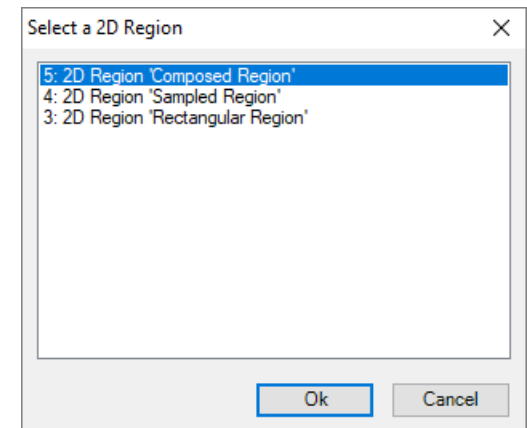 Select a 2D Region
5: 2D Region 'Composed Region'
4: 2D Region 'Sampled Region'
3: 2D Region 'Rectangular Region'
Ok
Cancel